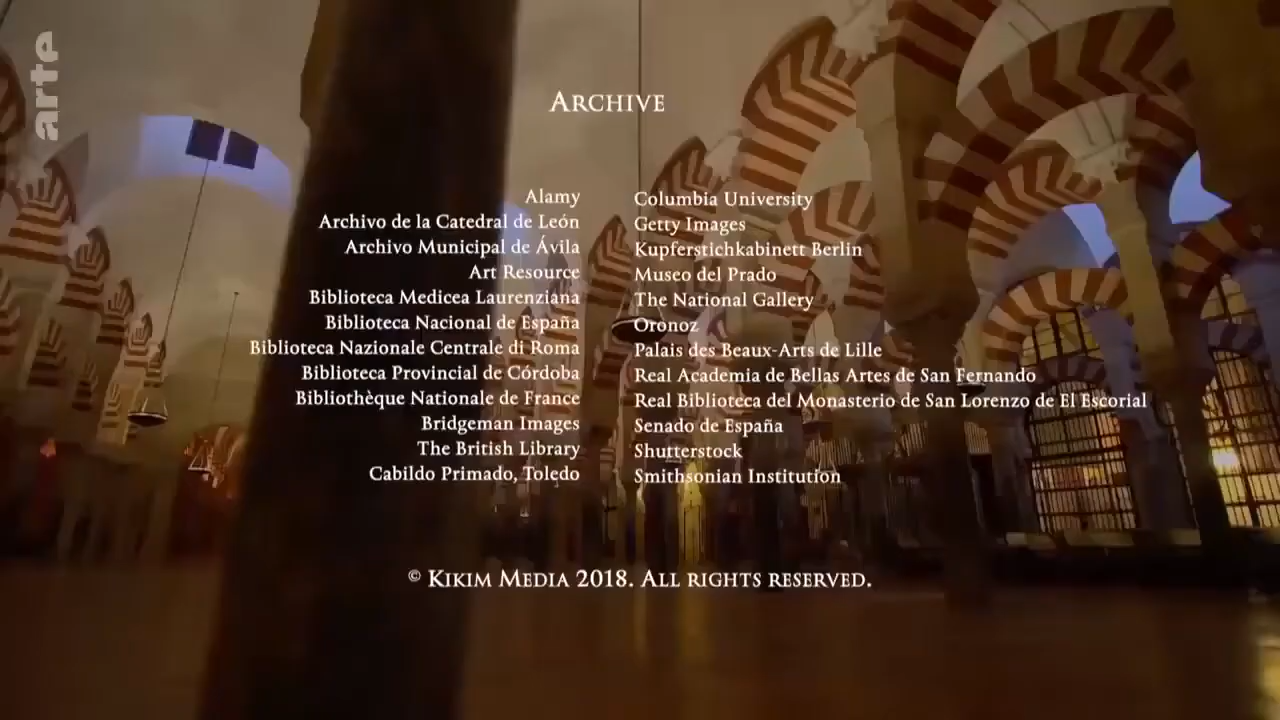 arte
Archive
Alamy
Archivo de la Catedral de León
Archivo Municipal de Ávila
Art Resource
Biblioteca Medicea Laurenziana
Biblioteca Nacional de España
Biblioteca Nazionale Centrale di Roma
Biblioteca Provincial de Córdoba
Bibliothèque Nationale de France
Bridgeman Images
The British Library
Cabildo Primado, Toledo
Columbia University
Getty Images
Kupferstichkabinett Berlin
Museo del Prado
The National Gallery
Oronoz
Palais des Beaux-Arts de Lille
Real Academia de Bellas Artes de San Fernando
Real Biblioteca del Monasterio de San Lorenzo de El Escorial
Senado de España
Shutterstock
Smithsonian Institution
© Kikim Media 2018. All rights reserved.